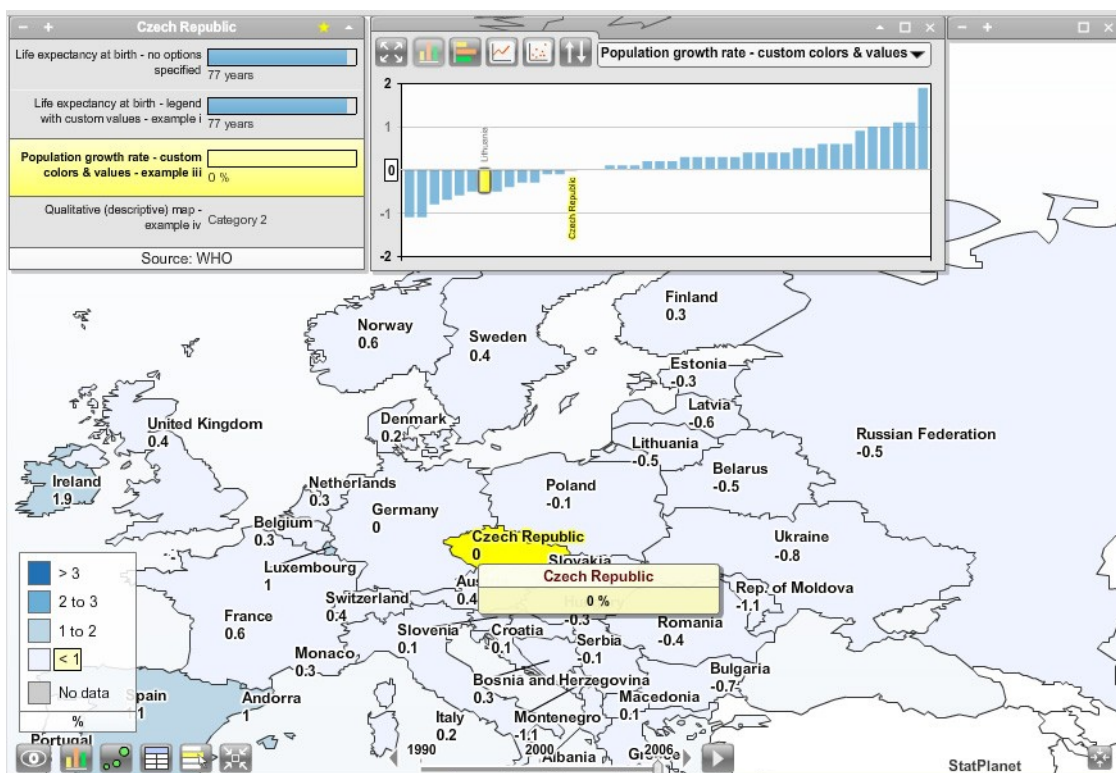 Czech Republic
Life expectancy at birth - no options
specified
77 years
Life expectancy at birth - legend
with custom values - example i
77 years
Population growth rate - custom
colors & values - example iii
0 %
Qualitative (descriptive) map -
example iv
Category 2
Source: WHO
Population growth rate - custom colors & values
2
1
0
-1
-2
Lithuania
Czech Republic
Finland
0.3
Norway
0.6
Sweden
0.4
Estonia
-0.3
Latvia
-0.6
Denmark
0.2
United Kingdom
0.4
Lithuania
-0.5
Russian Federation
-0.5
Belarus
-0.5
Ireland
1.9
Netherlands
0.3
Poland
-0.1
Germany
0
Belgium
0.3
Czech Republic
0
Ukraine
-0.8
Slovakia
Luxembourg
1
Czech Republic
0 %
0.4
Rep. of Moldova
-1.1
Switzerland
0.4
-0.3
France
0.6
Slovenia
0.1
Croatia
-0.1
Romania
-0.4
Serbia
-0.1
Monaco
0.3
Bosnia and Herzegovina
0.3
Bulgaria
-0.7
Macedonia
0.1
Spain
Andorra
1
Italy
0.2
Montenegro
-1.1
Albania
Portugal
> 3
2 to 3
1 to 2
< 1
No data
%
1990
2000
2006
StatPlanet